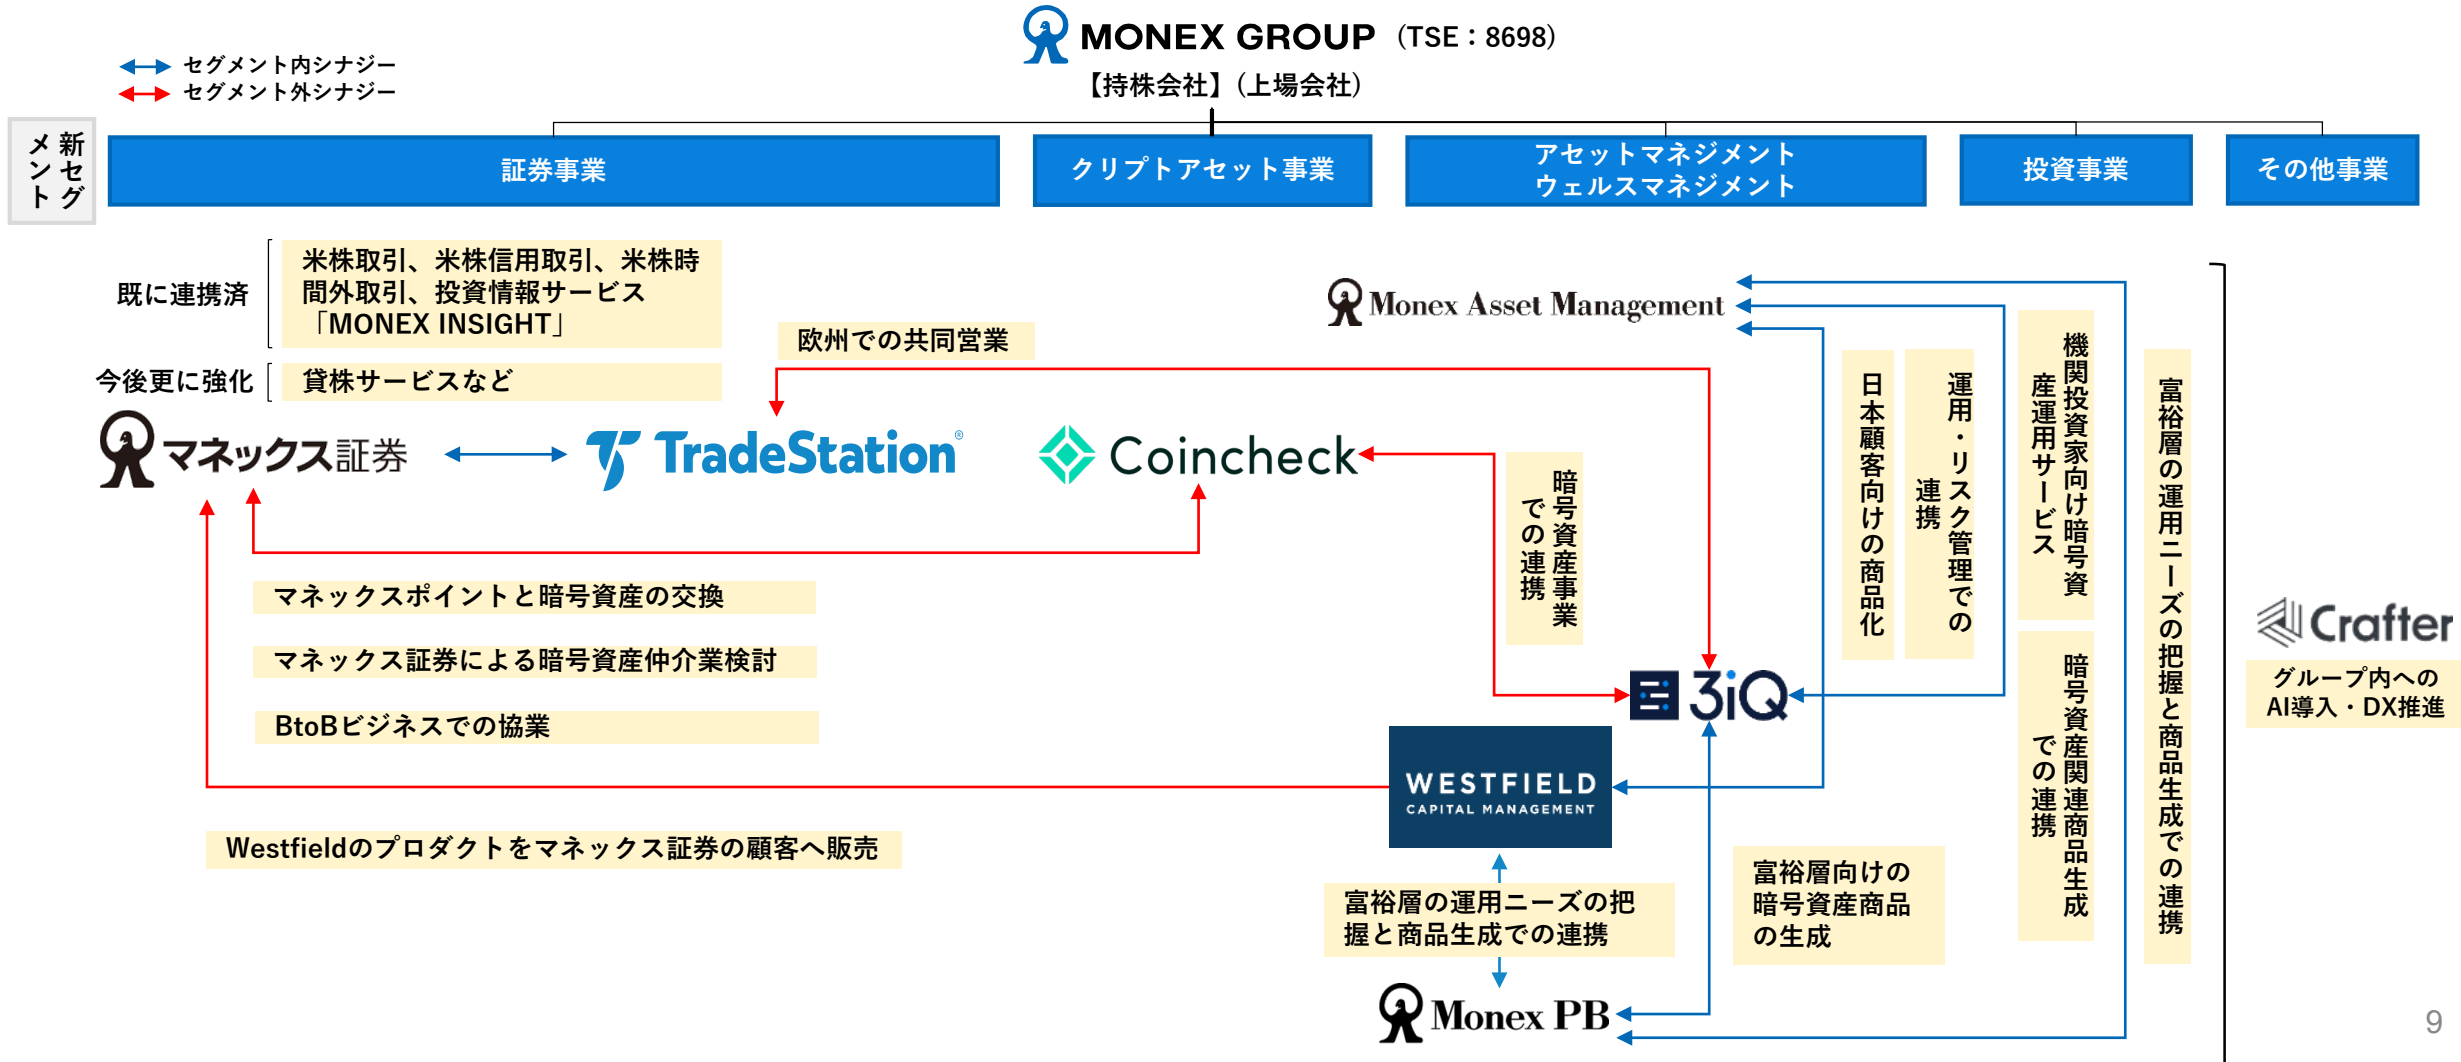 MONEX GROUP (TSE：8698)
【持株会社】(上場会社)
セグメント内シナジー
セグメント外シナジー
新セグ
メント
証券事業
クリプトアセット事業
アセットマネジメント
ウェルスマネジメント
投資事業
その他事業
既に連携済
米株取引、米株信用取引、米株時
間外取引、投資情報サービス
「MONEX INSIGHT」
今後更に強化
貸株サービスなど
欧州での共同営業
Monex Asset Management
マネックス証券
TradeStation®
Coincheck
暗号資産事業
での連携
日本顧客向けの商品化
運用・リスク管理での
連携
機関投資家向け暗号資
産運用サービス
暗号資産関連商品生成
での連携
富裕層の運用ニーズの把握と商品生成での連携
マネックスポイントと暗号資産の交換
マネックス証券による暗号資産仲介業検討
BtoBビジネスでの協業
3iQ
WESTFIELD
CAPITAL MANAGEMENT
Westfieldのプロダクトをマネックス証券の顧客へ販売
富裕層の運用ニーズの把
握と商品生成での連携
富裕層向けの
暗号資産商品
の生成
Monex PB
Crafter
グループ内への
AI導入・DX推進
9